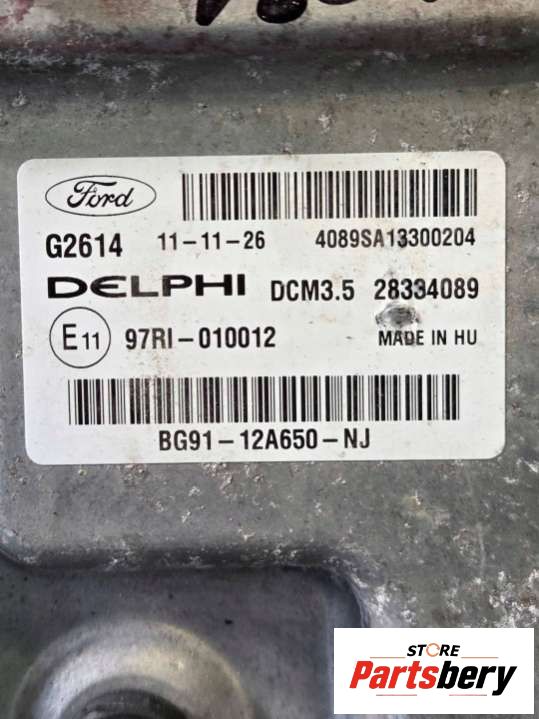 Ford
G2614 11-11-26 4089SA13300204
DELPHI DCM3.5 28334089
E11 97RI-010012 MADE IN HU
BG91-12A650-NJ
STORE
Partsbery